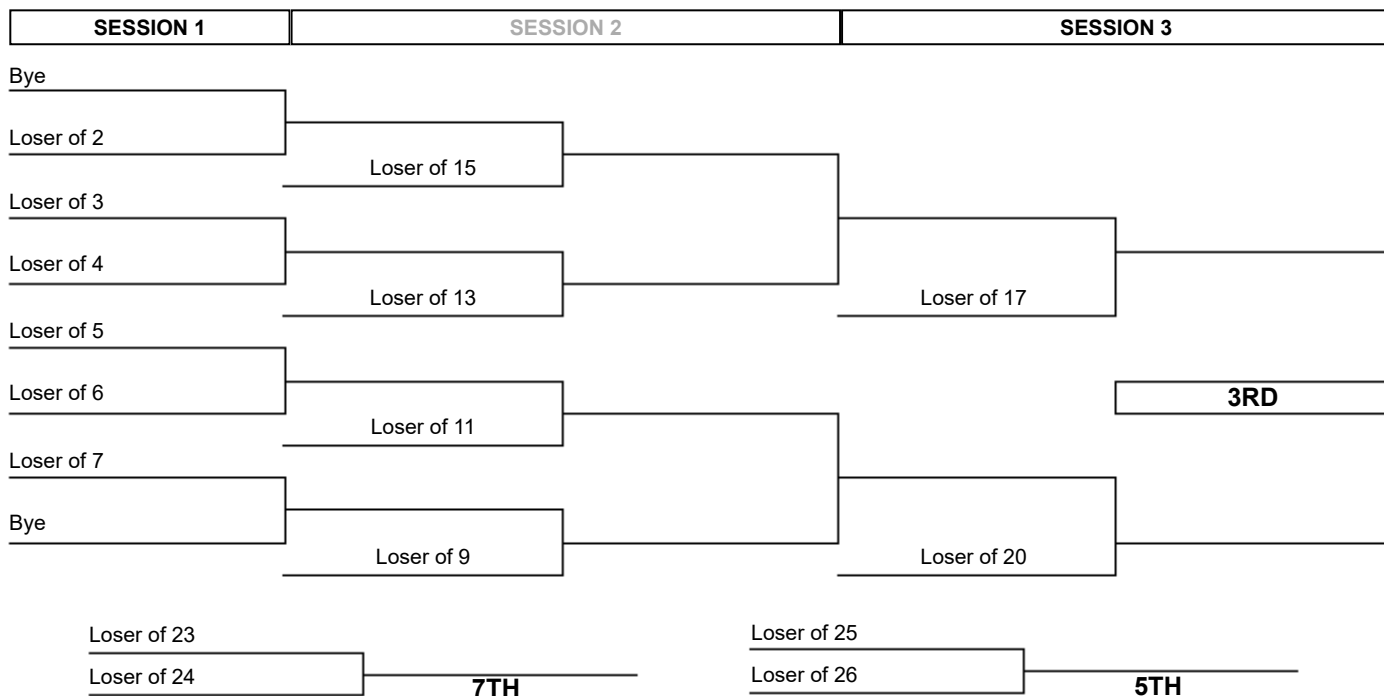 SESSION 1 SESSION 2 SESSION 3
Bye
Loser of 2
Loser of 15
Loser of 3
Loser of 4
Loser of 13
Loser of 17
Loser of 5
Loser of 6
3RD
Loser of 11
Loser of 7
Bye
Loser of 9
Loser of 20
Loser of 23
Loser of 24
7TH
Loser of 25
Loser of 26
5TH